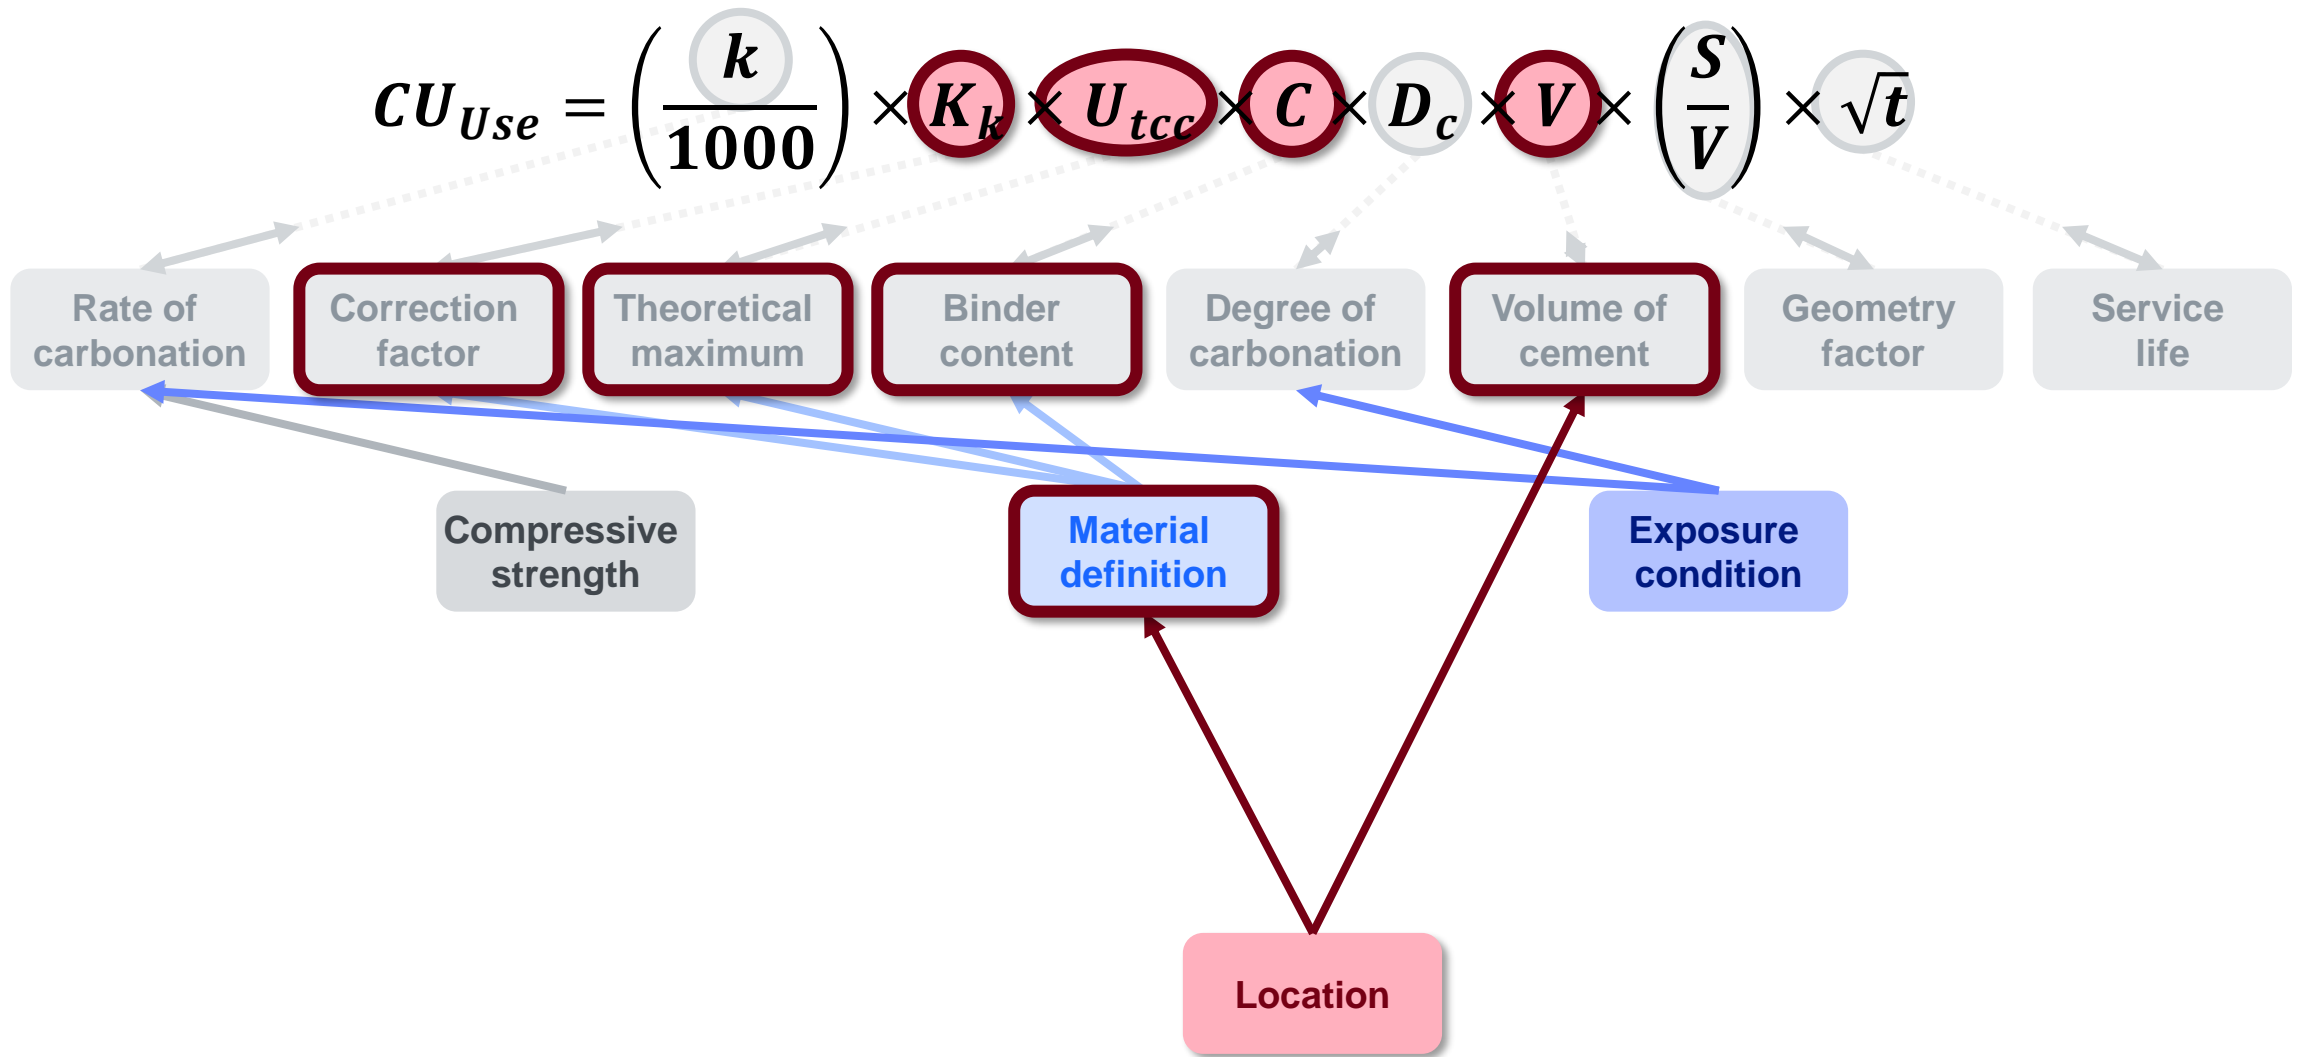 CU_Use = (k/1000) × K_k × U_tcc × C × D_c × V × (S/V) × √t
Rate of
carbonation
Correction
factor
Theoretical
maximum
Binder
content
Degree of
carbonation
Volume of
cement
Geometry
factor
Service
life
Compressive
strength
Material
definition
Exposure
condition
Location